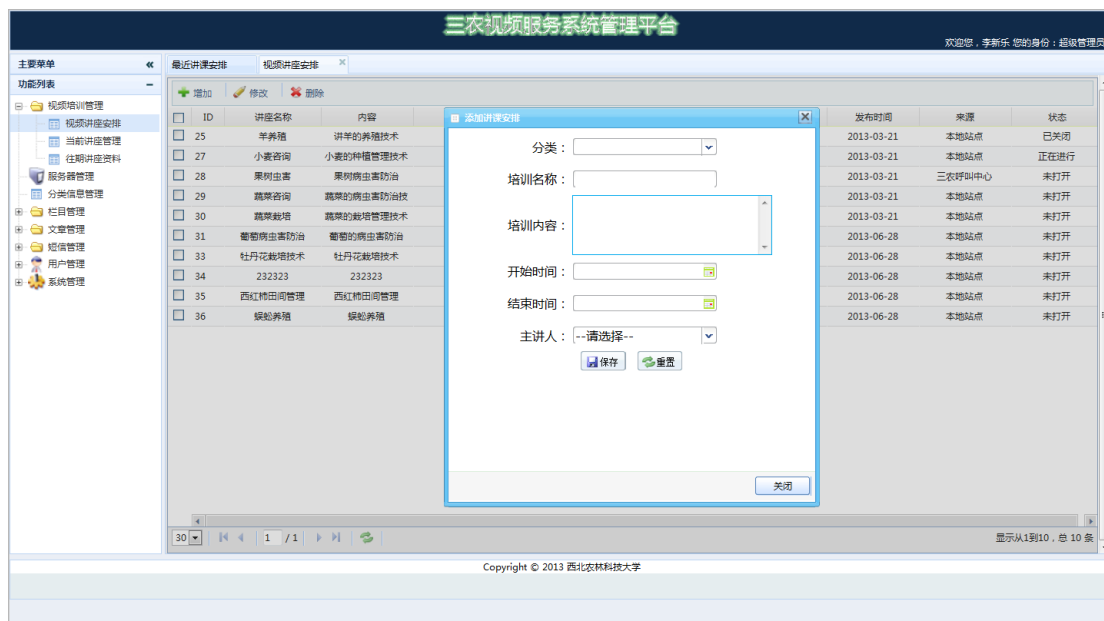 三农视频服务系统管理平台
欢迎您，李新乐 您的身份：超级管理员
主要菜单
功能列表
视频培训管理
视频讲座安排
当前讲座管理
往期讲座资料
服务器管理
分类信息管理
栏目管理
文章管理
短信管理
用户管理
系统管理
最近讲课安排 视频讲座安排
增加 修改 删除
ID 讲座名称 内容 发布时间 来源 状态
25 羊养殖 讲羊的养殖技术 2013-03-21 本地站点 已关闭
27 小麦咨询 小麦的种植管理技术 2013-03-21 本地站点 正在进行
28 果树虫害 果树病虫害防治 2013-03-21 三农呼叫中心 未打开
29 蔬菜咨询 蔬菜的病虫害防治技 2013-03-21 本地站点 未打开
30 蔬菜栽培 蔬菜的栽培管理技术 2013-03-21 本地站点 未打开
31 葡萄病虫害防治 葡萄的病虫害防治 2013-06-28 本地站点 未打开
33 牡丹花栽培技术 牡丹花栽培技术 2013-06-28 本地站点 未打开
34 232323 232323 2013-06-28 本地站点 未打开
35 西红柿田间管理 西红柿田间管理 2013-06-28 本地站点 未打开
36 蜈蚣养殖 蜈蚣养殖 2013-06-28 本地站点 未打开
添加讲课安排
分类：
培训名称：
培训内容：
开始时间：
结束时间：
主讲人： --请选择--
保存 重置
关闭
30 1 /1 显示从1到10，总 10 条
Copyright © 2013 西北农林科技大学